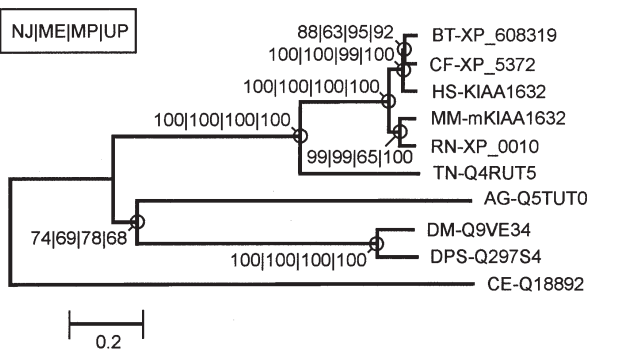 NJ|ME|MP|UP
88|63|95|92
BT-XP_608319
100|100|99|100
CF-XP_5372
HS-KIAA1632
100|100|100|100
MM-mKIAA1632
100|100|100|100
RN-XP_0010
99|99|65|100
TN-Q4RUT5
AG-Q5TUT0
DM-Q9VE34
74|69|78|68
DPS-Q297S4
100|100|100|100
CE-Q18892
0.2